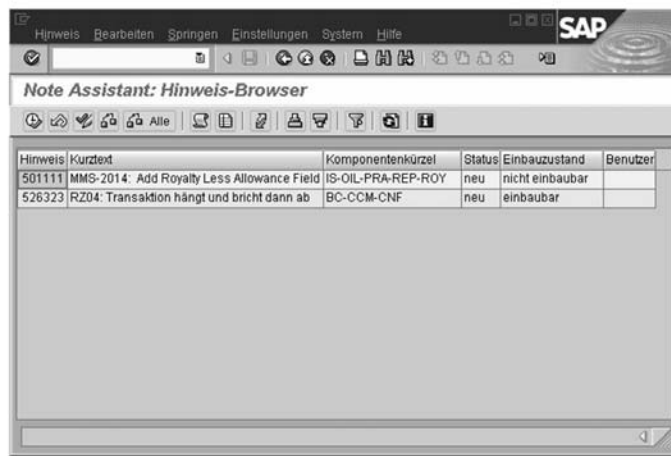 Hinweis Bearbeiten Springen Einstellungen System Hilfe
SAP
Note Assistant: Hinweis-Browser
Alle
Hinweis Kurztext Komponentenkürzel Status Einbauzustand Benutzer
501111 MMS-2014: Add Royalty Less Allowance Field IS-OIL-PRA-REP-ROY neu nicht einbaubar
526323 RZ04: Transaktion hängt und bricht dann ab BC-CCM-CNF neu einbaubar